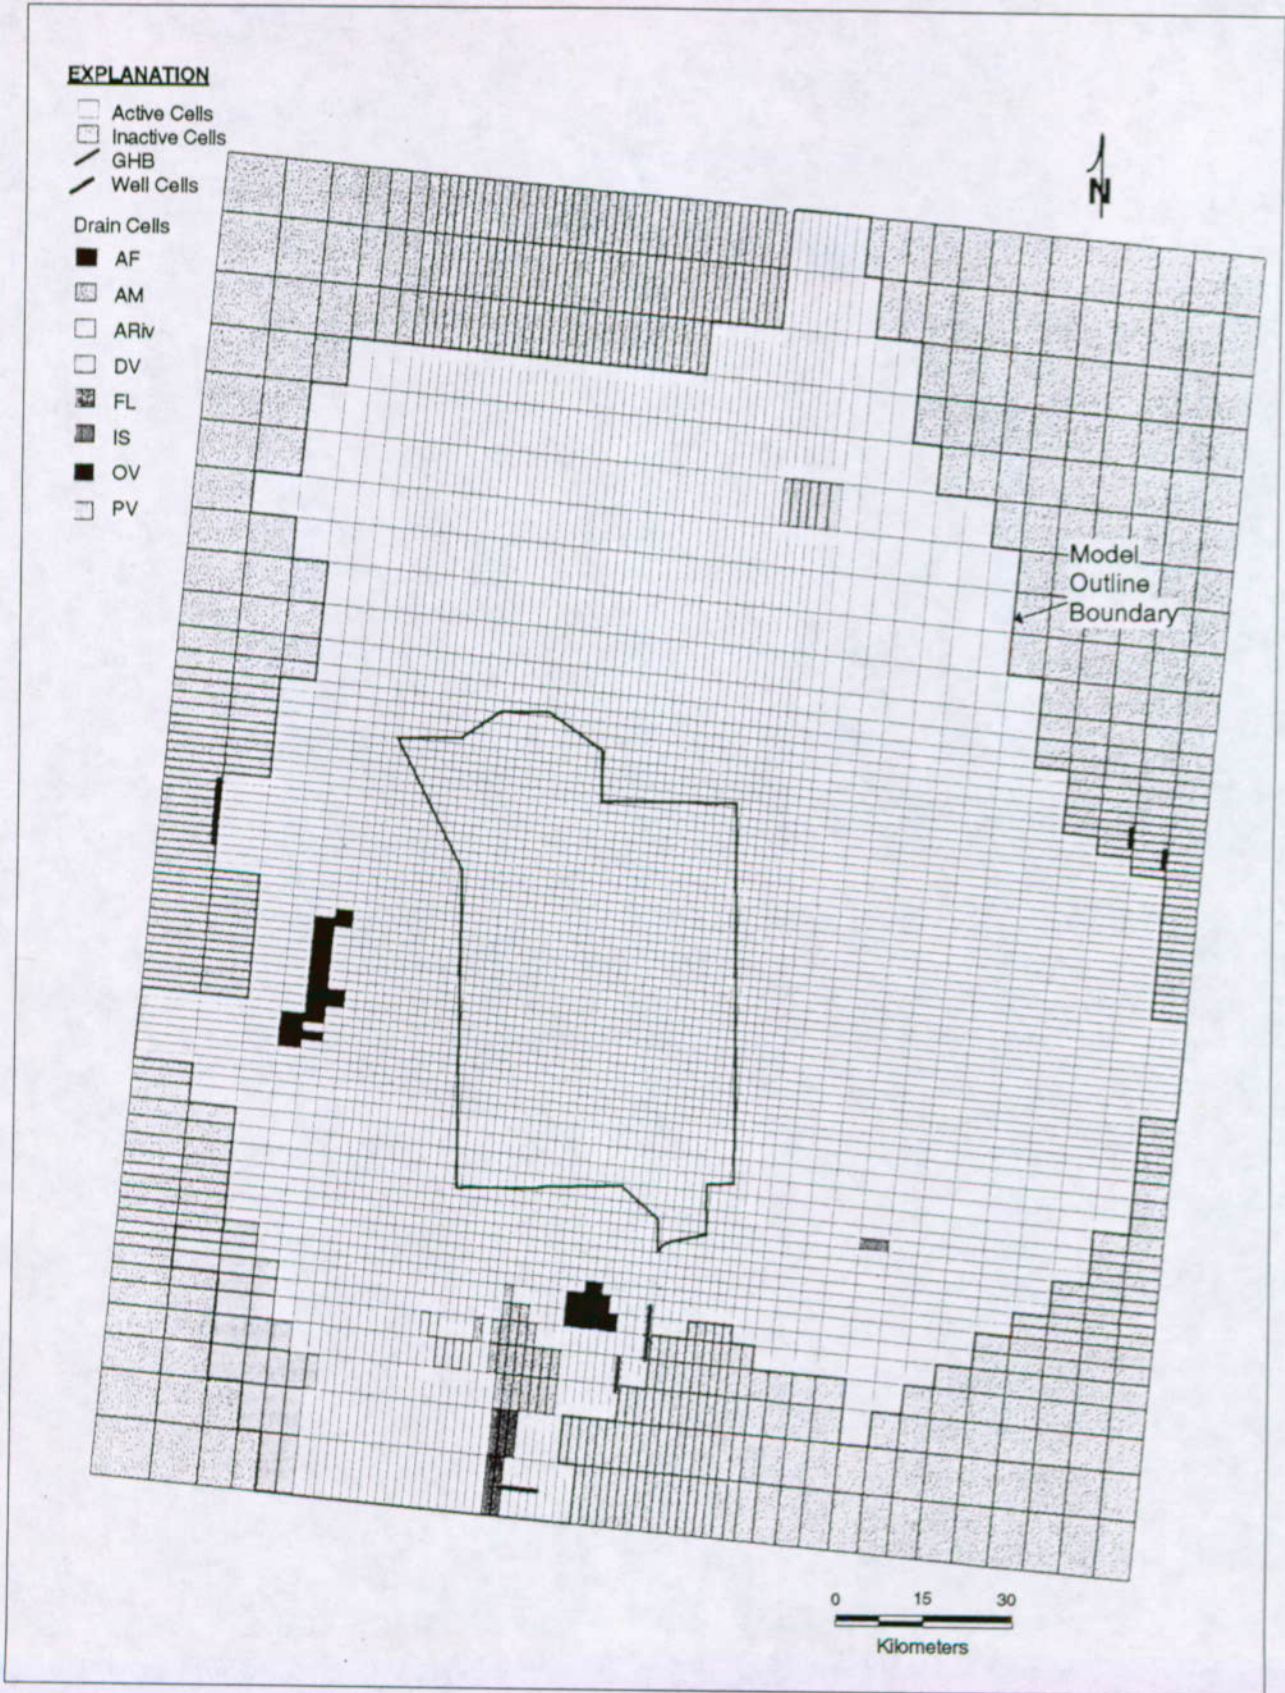 EXPLANATION
Active Cells
Inactive Cells
GHB
Well Cells
Drain Cells
AF
AM
ARiv
DV
FL
IS
OV
PV
N
Model
Outline
Boundary
0 15 30
Kilometers